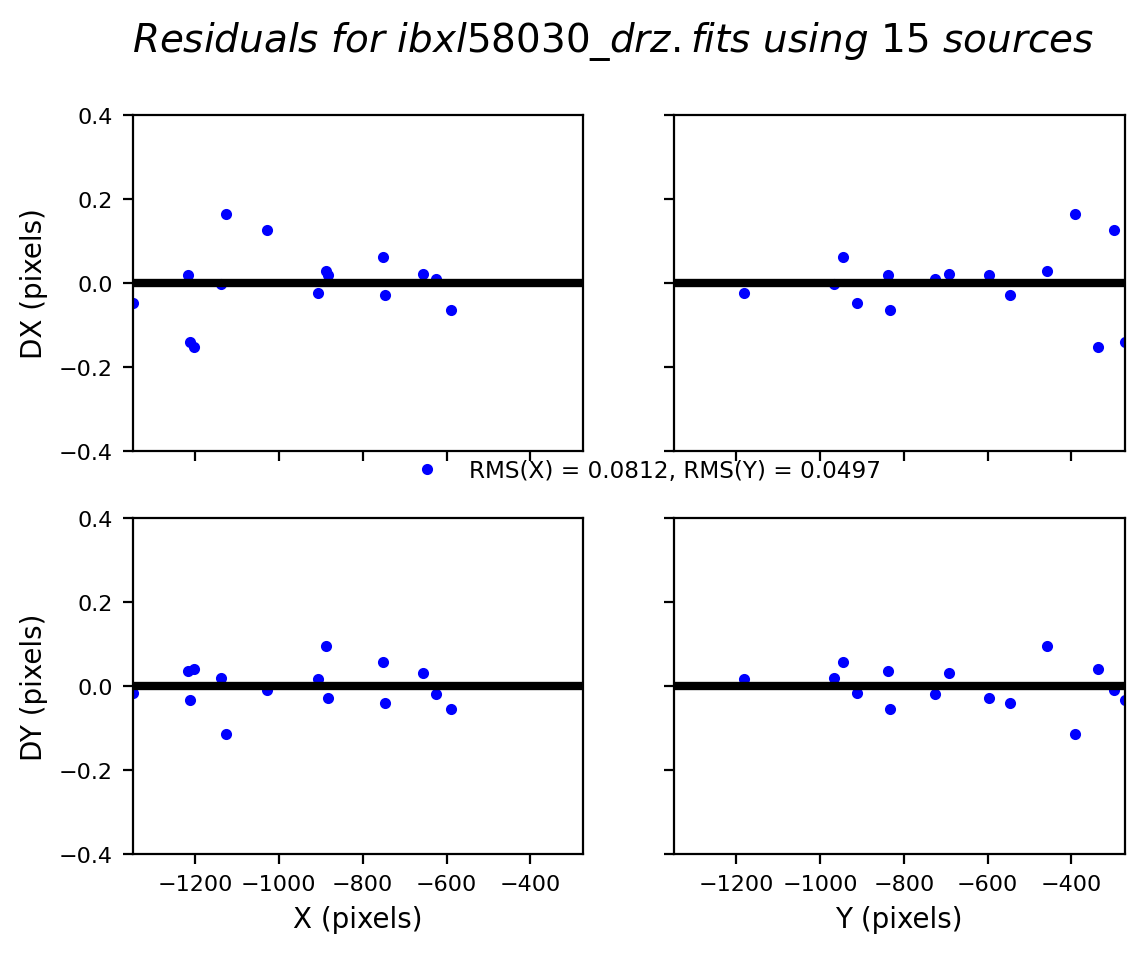 Residuals for ibxl58030_drz.fits using 15 sources
0.4
0.2
0.0
−0.2
−0.4
DX (pixels)
RMS(X) = 0.0812, RMS(Y) = 0.0497
0.4
0.2
0.0
−0.2
−0.4
DY (pixels)
−1200 −1000 −800 −600 −400
X (pixels)
−1200 −1000 −800 −600 −400
Y (pixels)